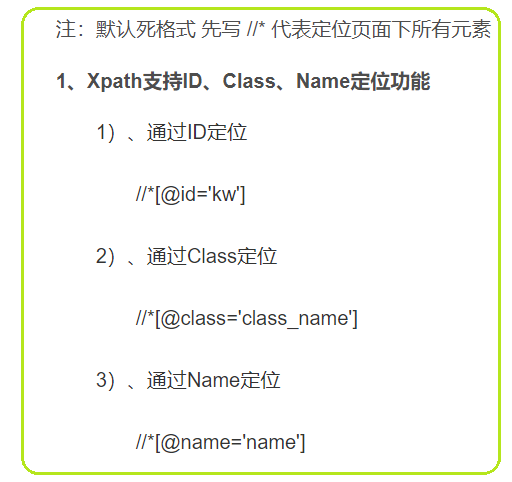 注：默认死格式 先写 //* 代表定位页面下所有元素
1、Xpath支持ID、Class、Name定位功能
1）、通过ID定位
//*[@id='kw']
2）、通过Class定位
//*[@class='class_name']
3）、通过Name定位
//*[@name='name']